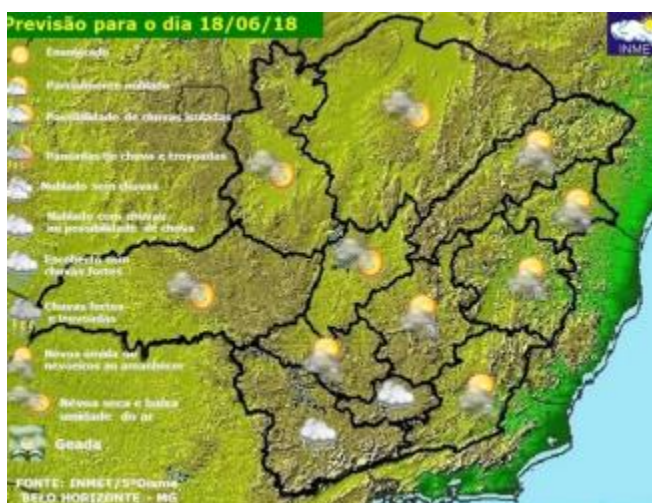 Previsão para o dia 18/06/18
INMET
Ensolarado
Parcialmente nublado
Possibilidade de chuvas isoladas
Pancadas de chuva e trovoadas
Nublado sem chuvas
Nublado com chuvas
ou possibilidade de chuva
Encoberto com
chuvas fortes
Chuvas fortes
e trovoadas
Névoa úmida ou
nevoeiros ao amanhecer
Névoa seca e baixa
umidade do ar
Geada
FONTE: INMET/5ºDisme
BELO HORIZONTE - MG